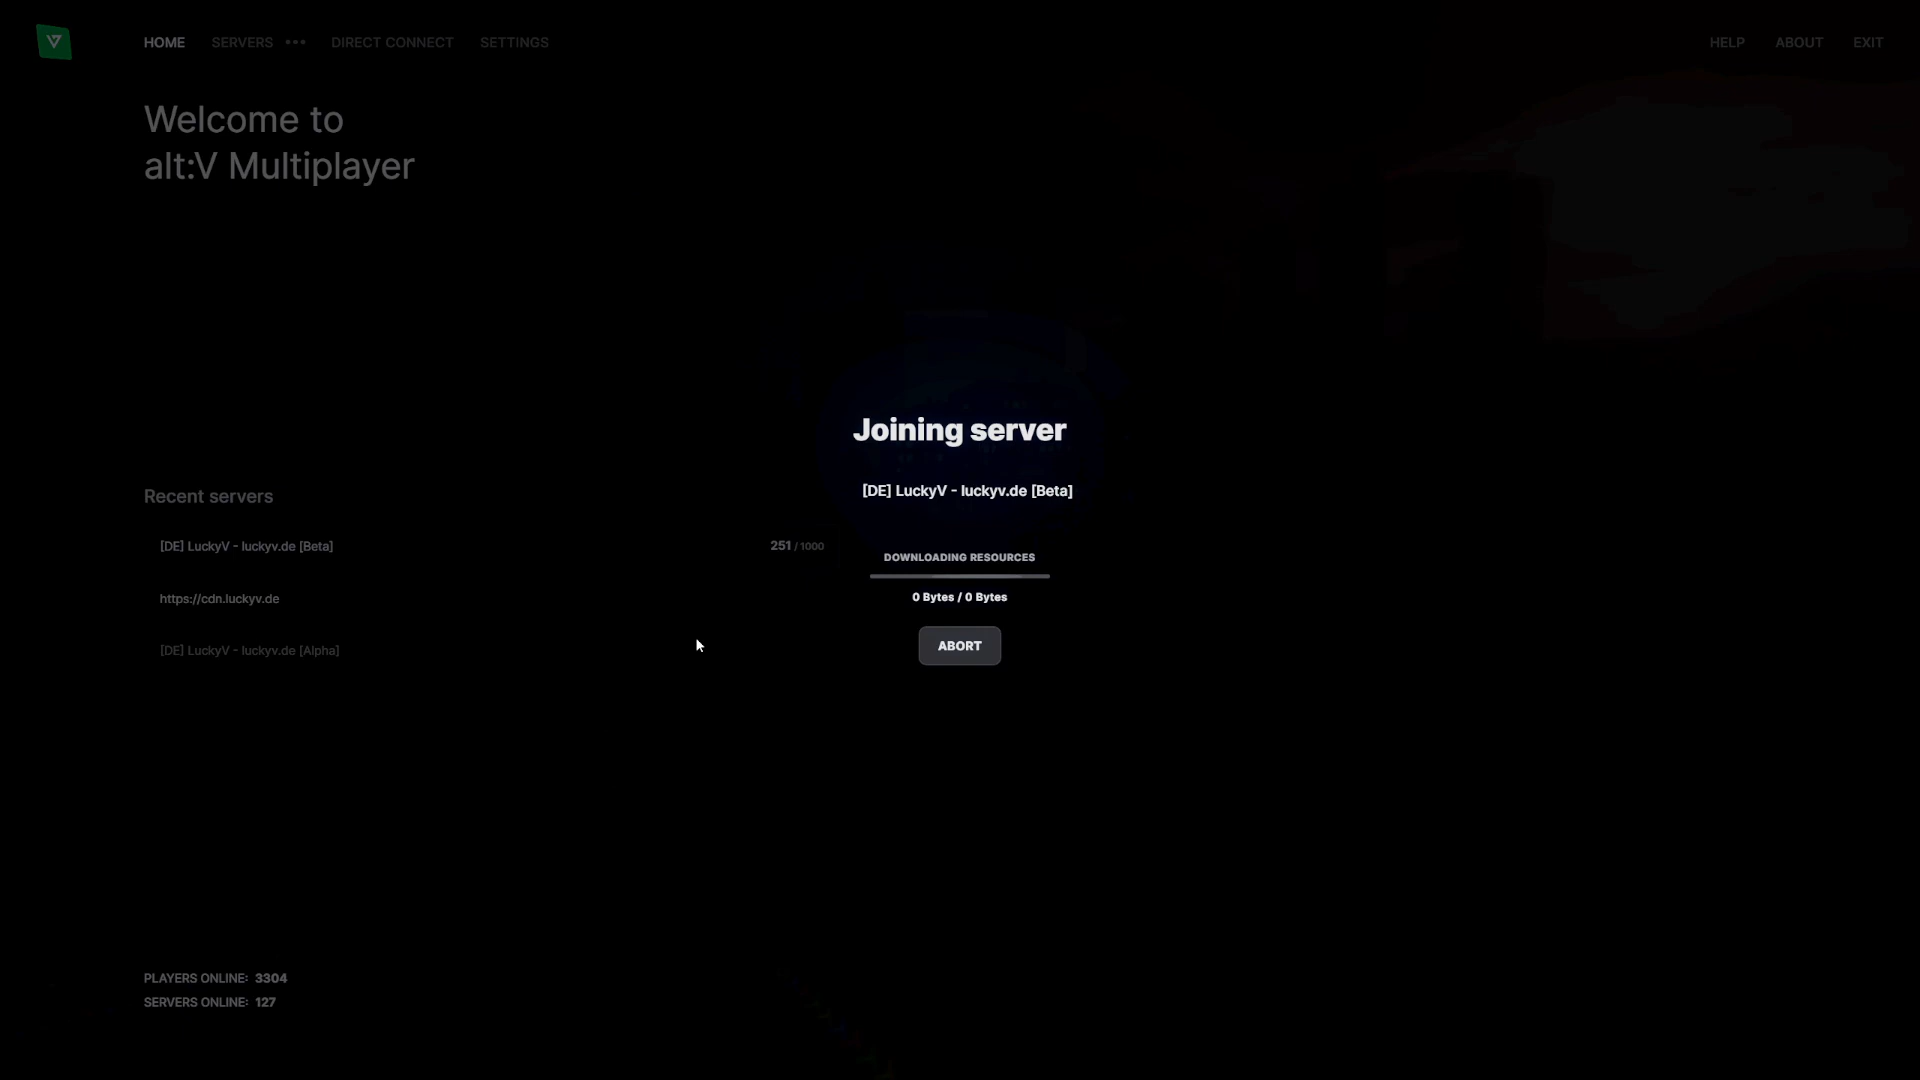 HOME SERVERS ••• DIRECT CONNECT SETTINGS HELP ABOUT EXIT
Welcome to
alt:V Multiplayer
Joining server
[DE] LuckyV - luckyv.de [Beta]
DOWNLOADING RESOURCES
0 Bytes / 0 Bytes
ABORT
Recent servers
[DE] LuckyV - luckyv.de [Beta] 251 / 1000
https://cdn.luckyv.de
[DE] LuckyV - luckyv.de [Alpha]
PLAYERS ONLINE: 3304
SERVERS ONLINE: 127